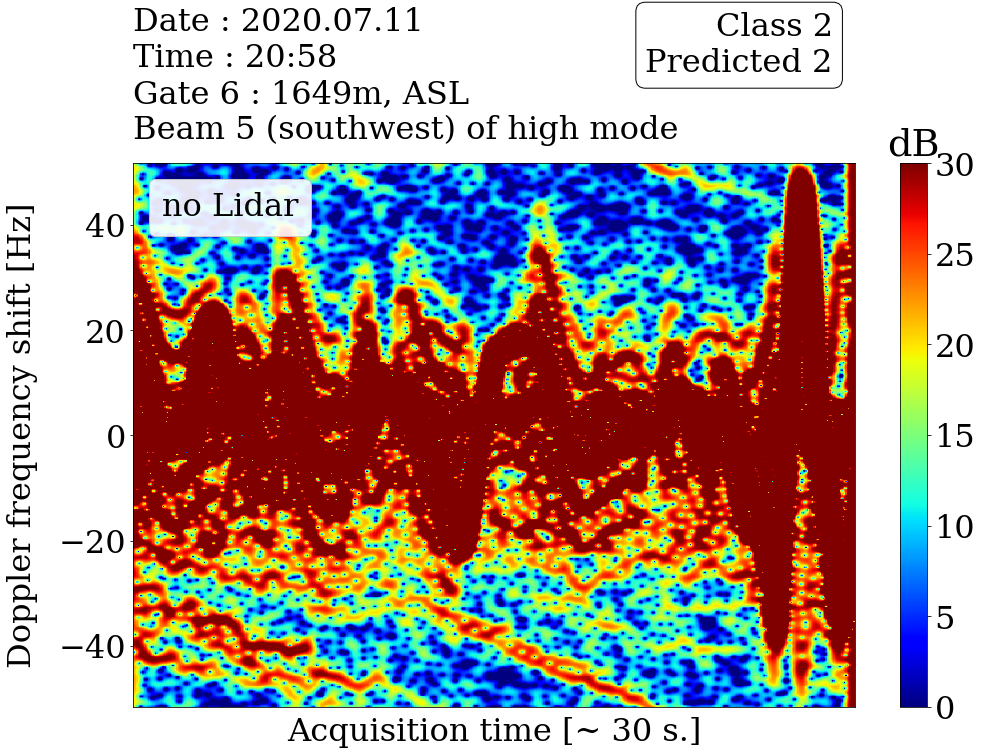 Date : 2020.07.11
Time : 20:58
Gate 6 : 1649m, ASL
Beam 5 (southwest) of high mode
Class 2
Predicted 2
dB
no Lidar
Doppler frequency shift [Hz]
40
20
0
−20
−40
Acquisition time [~ 30 s.]
30
25
20
15
10
5
0